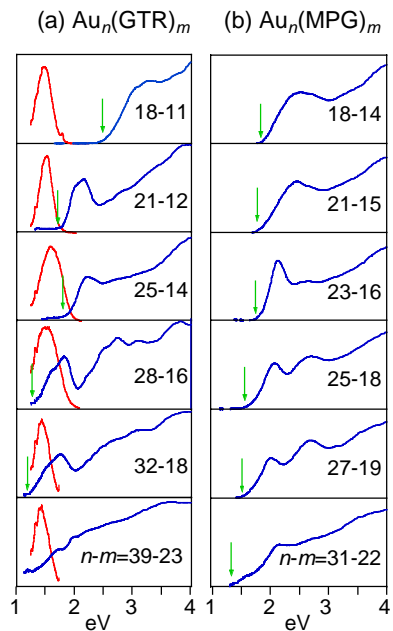 (a) Auₙ(GTR)ₘ
(b) Auₙ(MPG)ₘ
18-11
18-14
21-12
21-15
25-14
23-16
28-16
25-18
32-18
27-19
n-m=39-23
n-m=31-22
1 2 3 4
1 2 3 4
eV
eV